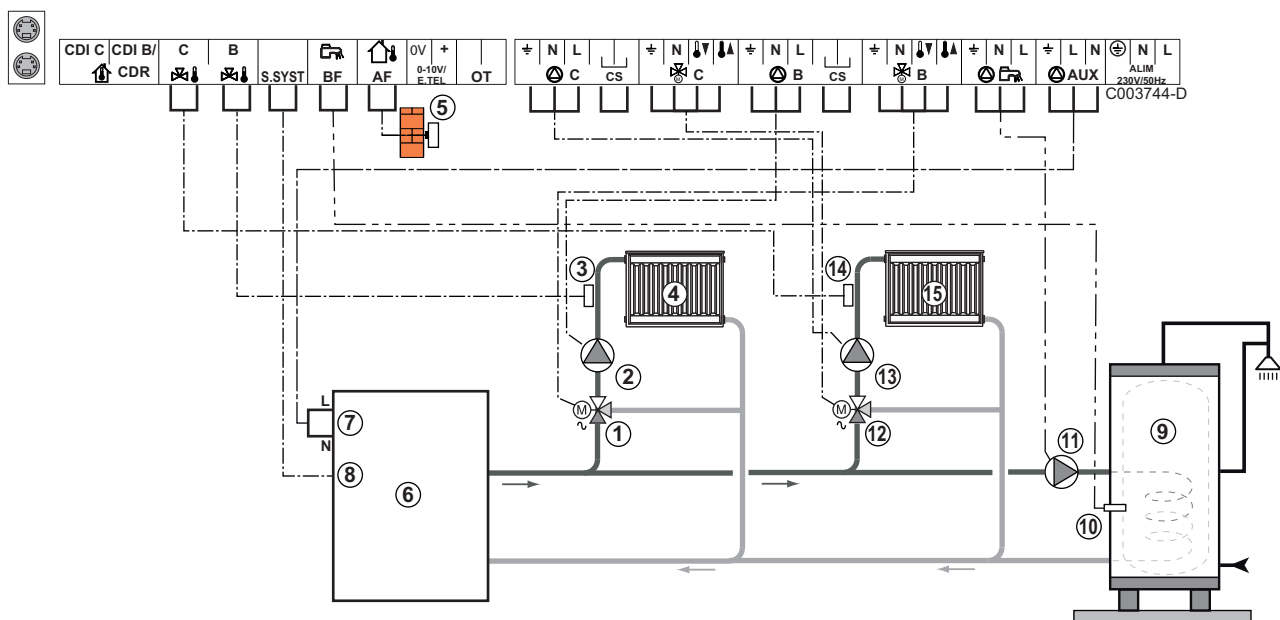 CDI C CDI B/ CDR
C
B
S.SYST
BF
AF
0V +
0-10V/
E.TEL
OT
N L
C
CS
N
M
C
N L
B
CS
N
M
B
N L
L N
AUX
N L
ALIM
230V/50Hz
C003744-D
5
3
4
14
15
2
13
L
7
N
M
~
1
M
~
12
11
9
8
6
10